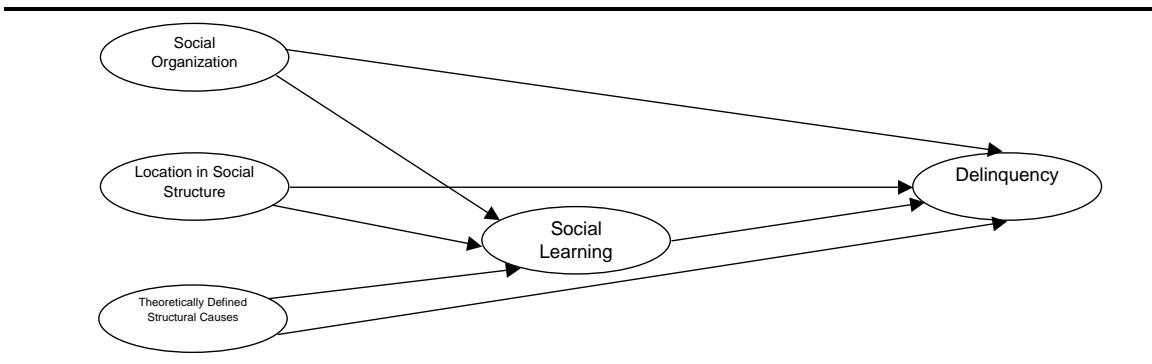 Social
Organization
Location in Social
Structure
Delinquency
Social
Learning
Theoretically Defined
Structural Causes